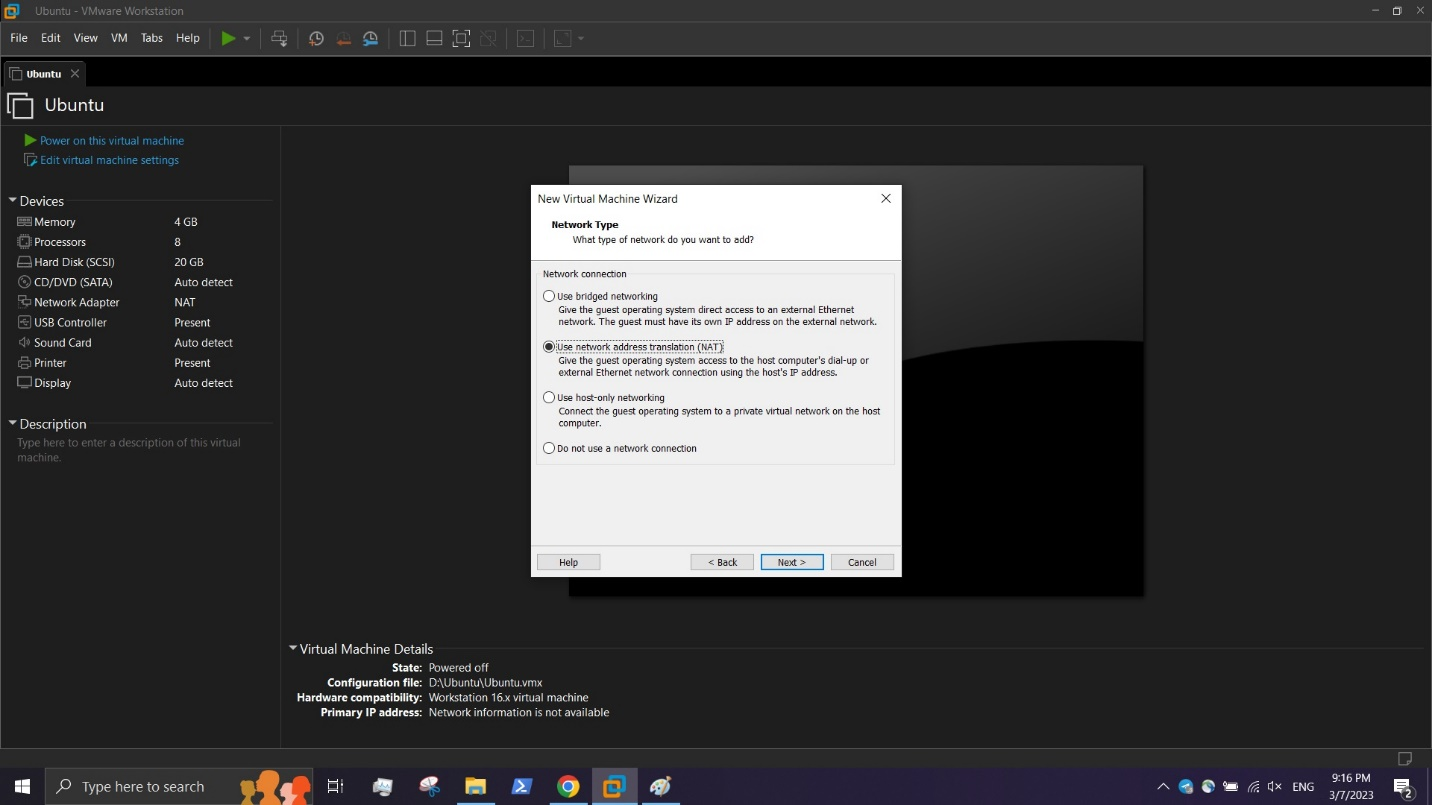 Ubuntu - VMware Workstation
File Edit View VM Tabs Help
Ubuntu
Ubuntu
Power on this virtual machine
Edit virtual machine settings
Devices
Memory 4 GB
Processors 8
Hard Disk (SCSI) 20 GB
CD/DVD (SATA) Auto detect
Network Adapter NAT
USB Controller Present
Sound Card Auto detect
Printer Present
Display Auto detect
Description
Type here to enter a description of this virtual
machine.
New Virtual Machine Wizard
Network Type
What type of network do you want to add?
Network connection
Use bridged networking
Give the guest operating system direct access to an external Ethernet
network. The guest must have its own IP address on the external network.
Use network address translation (NAT)
Give the guest operating system access to the host computer's dial-up or
external Ethernet network connection using the host's IP address.
Use host-only networking
Connect the guest operating system to a private virtual network on the host
computer.
Do not use a network connection
Help < Back Next > Cancel
Virtual Machine Details
State: Powered off
Configuration file: D:\Ubuntu\Ubuntu.vmx
Hardware compatibility: Workstation 16.x virtual machine
Primary IP address: Network information is not available
Type here to search
ENG
9:16 PM
3/7/2023
2